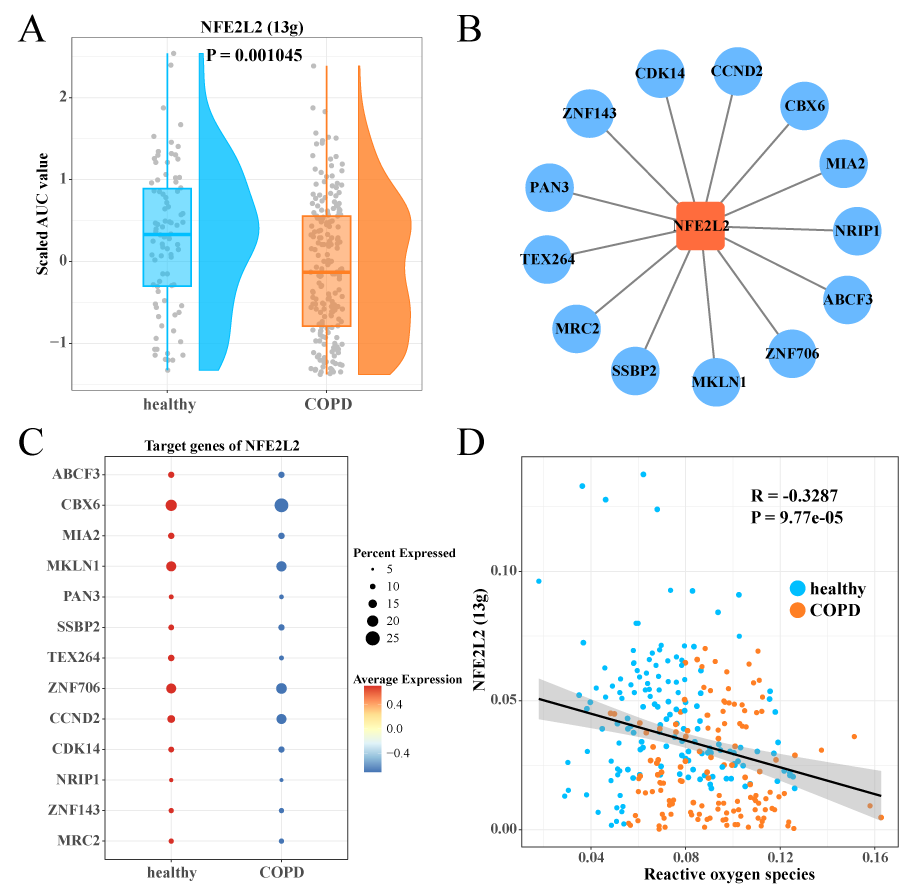 A
NFE2L2 (13g)
P = 0.001045
Scaled AUC value
2
1
0
−1
healthy
COPD
B
CDK14
CCND2
ZNF143
CBX6
MIA2
PAN3
NFE2L2
NRIP1
TEX264
ABCF3
MRC2
ZNF706
SSBP2
MKLN1
C
Target genes of NFE2L2
ABCF3
CBX6
MIA2
MKLN1
PAN3
SSBP2
TEX264
ZNF706
CCND2
CDK14
NRIP1
ZNF143
MRC2
healthy
COPD
Percent Expressed
5
10
15
20
25
Average Expression
0.4
0.0
−0.4
D
R = -0.3287
P = 9.77e-05
healthy
COPD
NFE2L2 (13g)
0.10
0.05
0.00
0.04
0.08
0.12
0.16
Reactive oxygen species